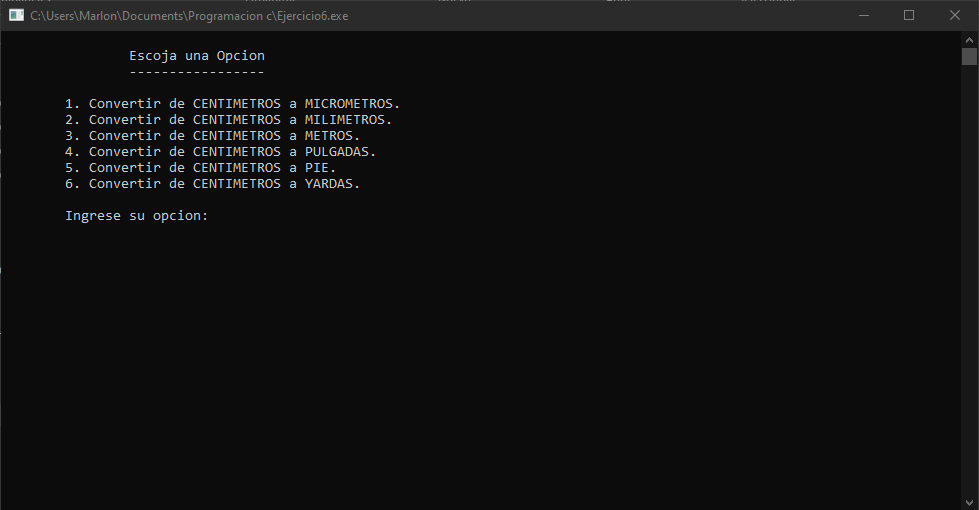 C:\Users\Marlon\Documents\Programacion c\Ejercicio6.exe
Escoja una Opcion
-----------------
1. Convertir de CENTIMETROS a MICROMETROS.
2. Convertir de CENTIMETROS a MILIMETROS.
3. Convertir de CENTIMETROS a METROS.
4. Convertir de CENTIMETROS a PULGADAS.
5. Convertir de CENTIMETROS a PIE.
6. Convertir de CENTIMETROS a YARDAS.
Ingrese su opcion: